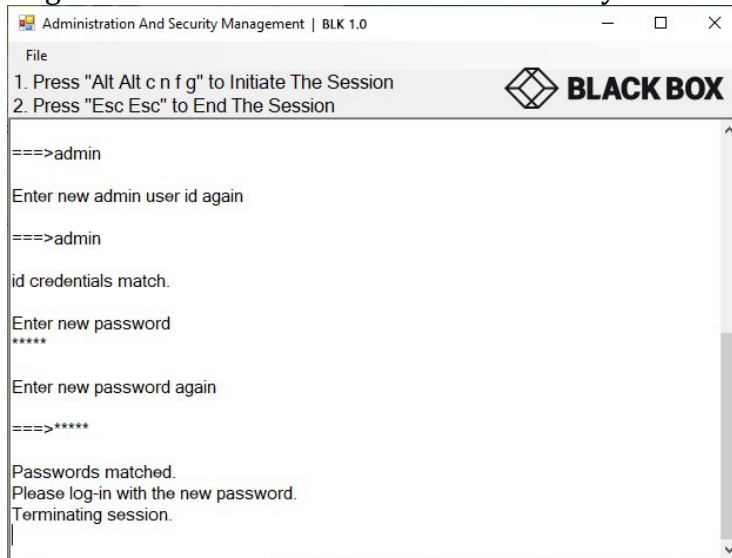 Administration And Security Management | BLK 1.0
File
1. Press "Alt Alt c n f g" to Initiate The Session
2. Press "Esc Esc" to End The Session
BLACK BOX
===>admin
Enter new admin user id again
===>admin
id credentials match.
Enter new password
*****
Enter new password again
===>*****
Passwords matched.
Please log-in with the new password.
Terminating session.